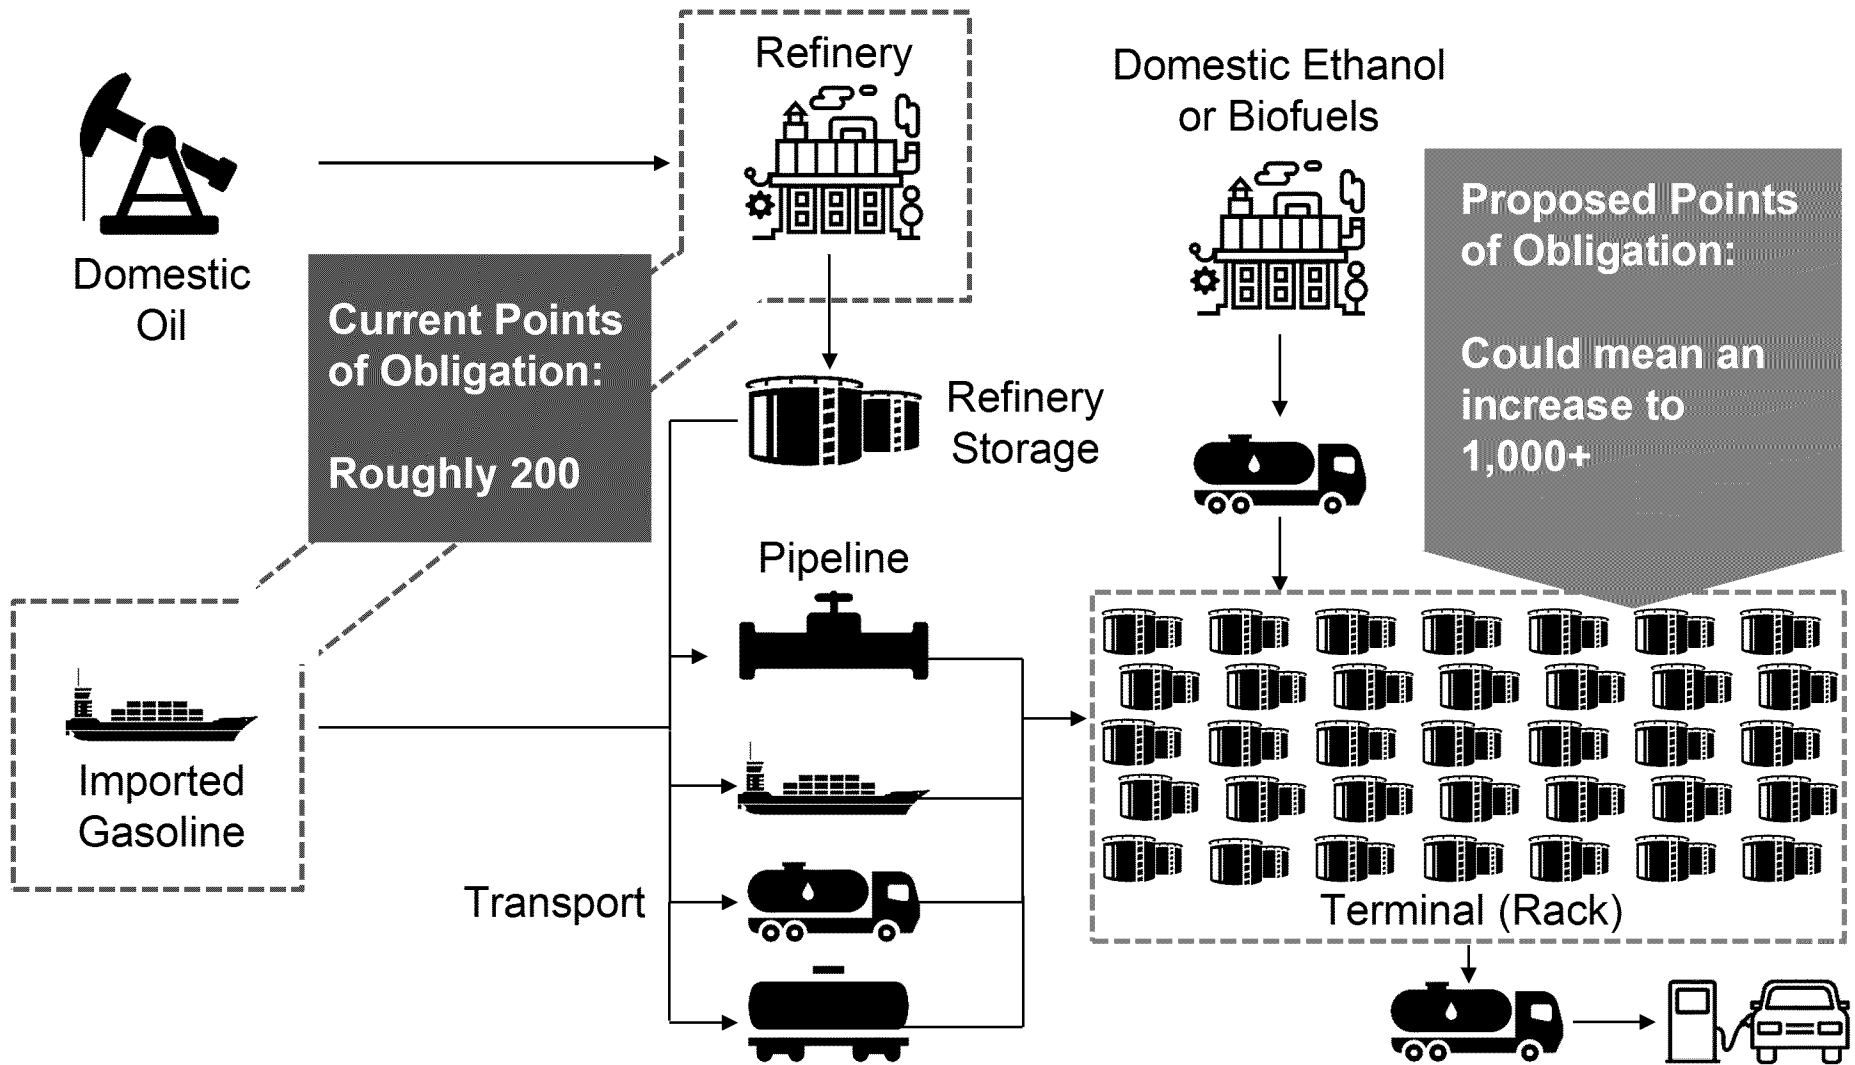 Refinery
Domestic Ethanol
or Biofuels
Domestic
Oil
Current Points
of Obligation:
Roughly 200
Proposed Points
of Obligation:
Could mean an
increase to
1,000+
Refinery
Storage
Pipeline
Imported
Gasoline
Transport
Terminal (Rack)